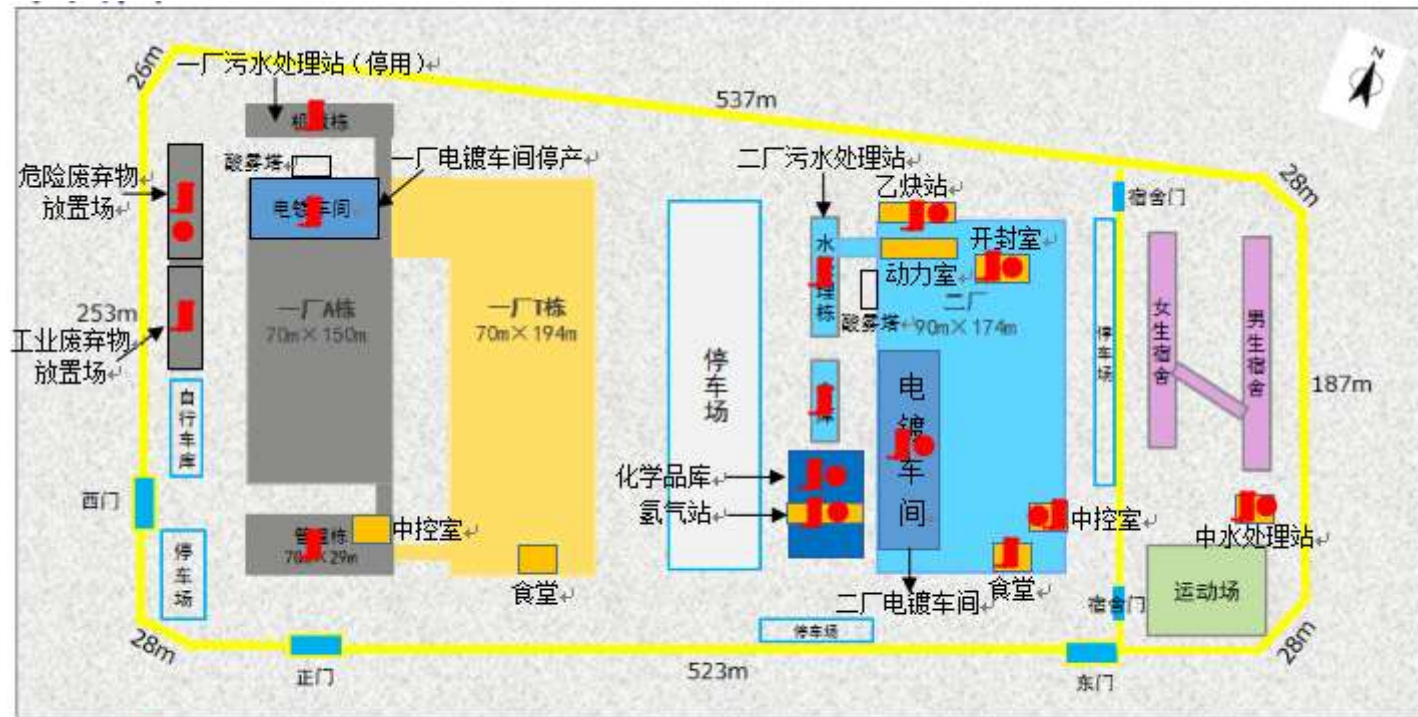 N
26m
一厂污水处理站（停用）
537m
酸雾塔
一厂电镀车间停产
二厂污水处理站
28m
危险废弃物
放置场
乙炔站
宿舍门
开封室
动力室
253m
一厂A栋
70m×150m
一厂T栋
70m×194m
二厂
90m×174m
酸雾塔
工业废弃物
放置场
停车场
停车场
女生宿舍
男生宿舍
187m
自行车库
电镀车间
化学品库
氢气站
西门
中控室
中控室
中水处理站
停车场
管理栋
70m×29m
食堂
食堂
二厂电镀车间
宿舍门
运动场
停车场
28m
正门
523m
东门
28m